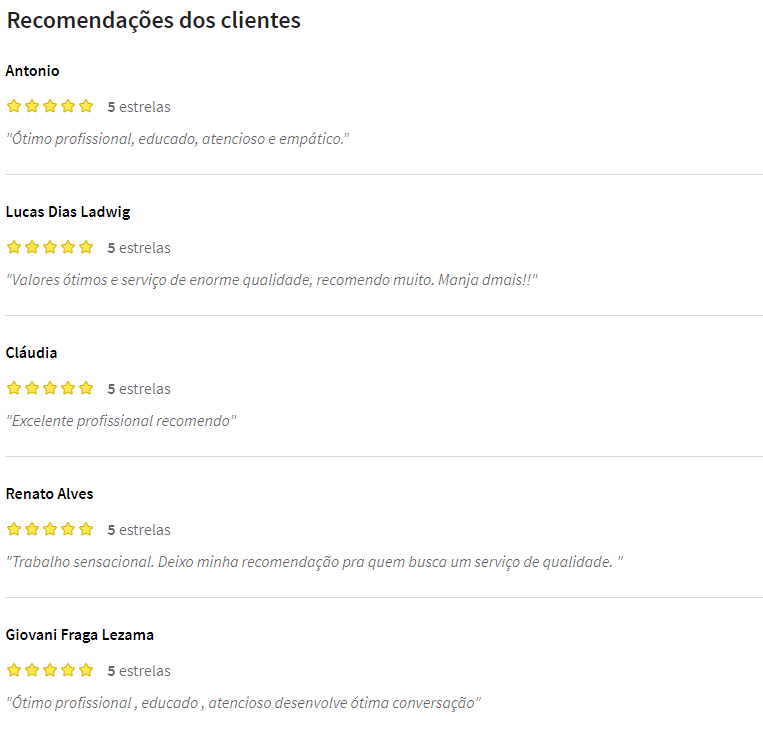 Recomendações dos clientes
Antonio
5 estrelas
"Ótimo profissional, educado, atencioso e empático."
Lucas Dias Ladwig
5 estrelas
"Valores ótimos e serviço de enorme qualidade, recomendo muito. Manja dmais!!"
Cláudia
5 estrelas
"Excelente profissional recomendo"
Renato Alves
5 estrelas
"Trabalho sensacional. Deixo minha recomendação pra quem busca um serviço de qualidade. "
Giovani Fraga Lezama
5 estrelas
"Ótimo profissional , educado , atencioso desenvolve ótima conversação"